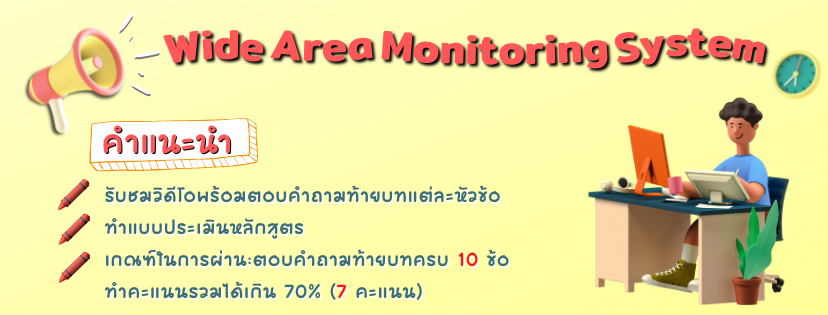 Wide Area Monitoring System
คำแนะนำ
รับชมวิดีโอพร้อมตอบคำถามท้ายบทแต่ละหัวข้อ
ทำแบบประเมินหลักสูตร
เกณฑ์ในการผ่าน:ตอบคำถามท้ายบทครบ 10 ข้อ
ทำคะแนนรวมได้เกิน 70% (7 คะแนน)